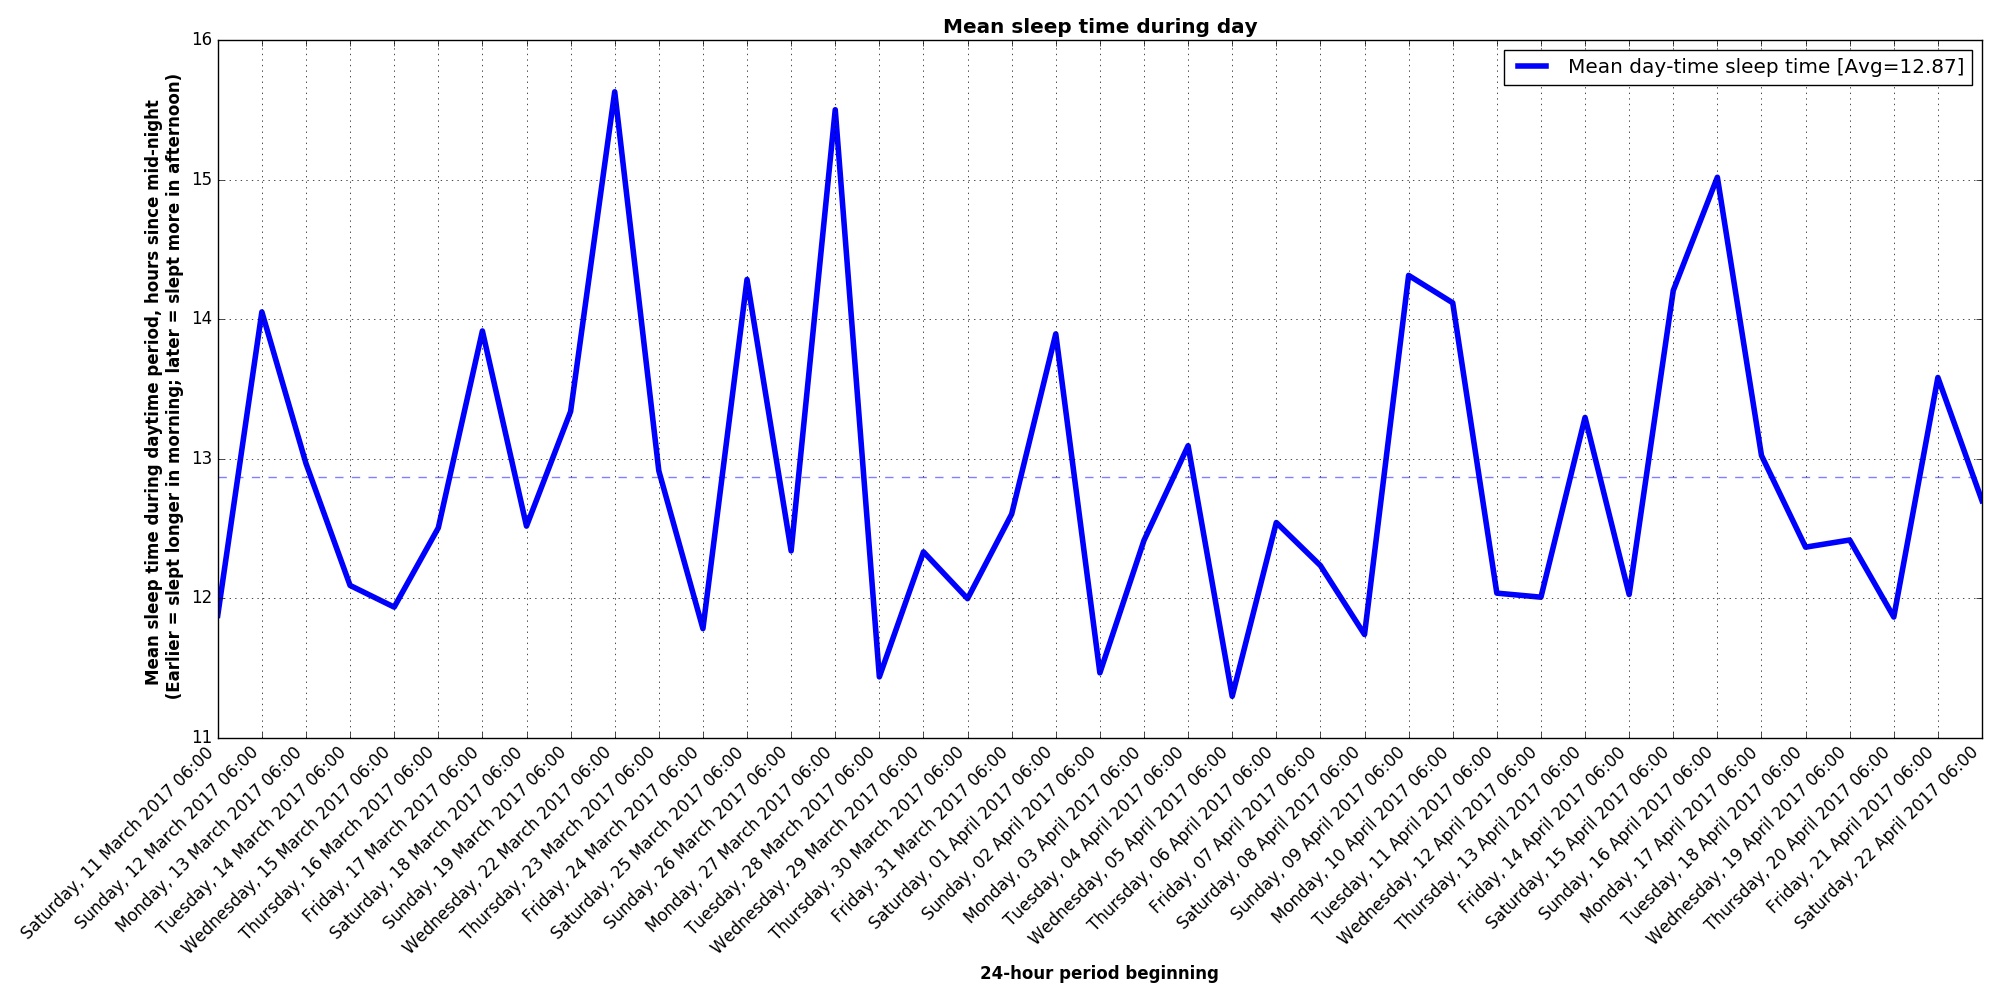 Mean sleep time during day
Mean day-time sleep time [Avg=12.87]
Mean sleep time during daytime period, hours since mid-night
(Earlier = slept longer in morning; later = slept more in afternoon)
16
15
14
13
12
11
Saturday, 11 March 2017 06:00
Sunday, 12 March 2017 06:00
Monday, 13 March 2017 06:00
Tuesday, 14 March 2017 06:00
Wednesday, 15 March 2017 06:00
Thursday, 16 March 2017 06:00
Friday, 17 March 2017 06:00
Saturday, 18 March 2017 06:00
Sunday, 19 March 2017 06:00
Wednesday, 22 March 2017 06:00
Thursday, 23 March 2017 06:00
Friday, 24 March 2017 06:00
Saturday, 25 March 2017 06:00
Sunday, 26 March 2017 06:00
Monday, 27 March 2017 06:00
Tuesday, 28 March 2017 06:00
Wednesday, 29 March 2017 06:00
Thursday, 30 March 2017 06:00
Friday, 31 March 2017 06:00
Saturday, 01 April 2017 06:00
Sunday, 02 April 2017 06:00
Monday, 03 April 2017 06:00
Tuesday, 04 April 2017 06:00
Wednesday, 05 April 2017 06:00
Thursday, 06 April 2017 06:00
Friday, 07 April 2017 06:00
Saturday, 08 April 2017 06:00
Sunday, 09 April 2017 06:00
Monday, 10 April 2017 06:00
Tuesday, 11 April 2017 06:00
Wednesday, 12 April 2017 06:00
Thursday, 13 April 2017 06:00
Friday, 14 April 2017 06:00
Saturday, 15 April 2017 06:00
Sunday, 16 April 2017 06:00
Monday, 17 April 2017 06:00
Tuesday, 18 April 2017 06:00
Wednesday, 19 April 2017 06:00
Thursday, 20 April 2017 06:00
Friday, 21 April 2017 06:00
Saturday, 22 April 2017 06:00
24-hour period beginning